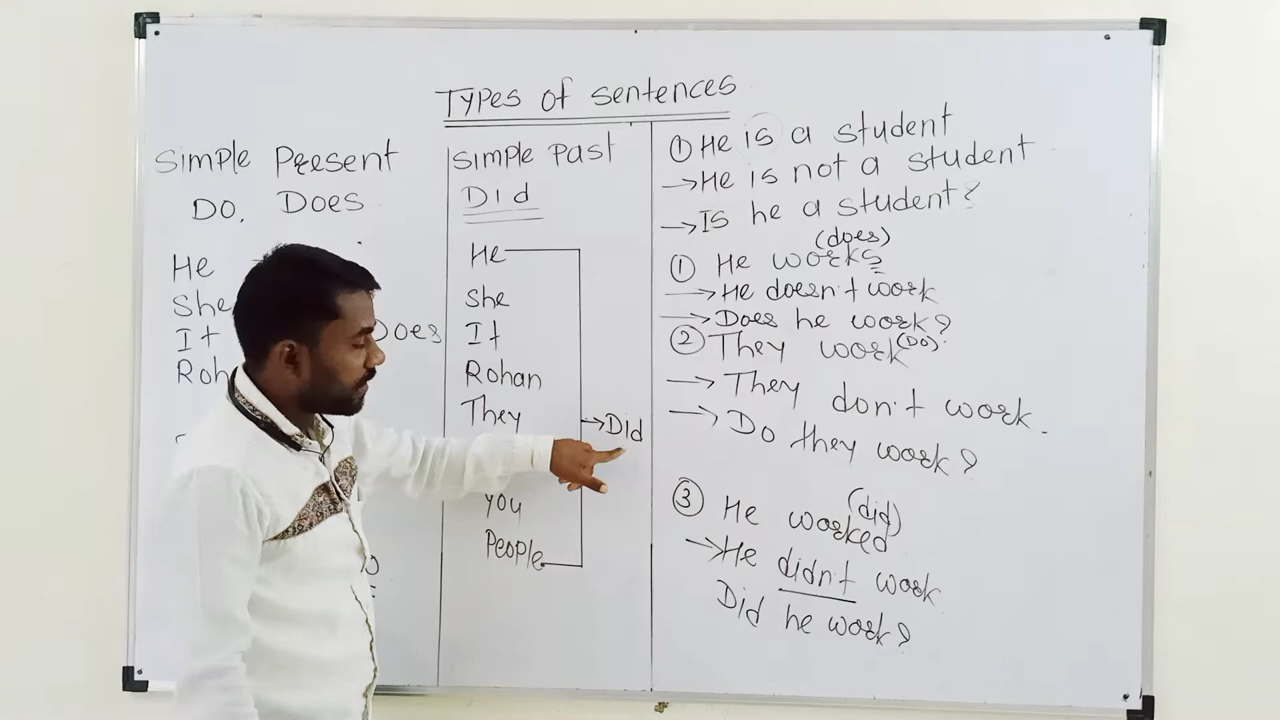 Types of sentences
Simple Present
Do, Does
He
She
It
Does
Simple Past
Did
He
She
It
Rohan
They
You
People
→Did
① He is a student
→He is not a student
→Is he a student?
(does)
① He works
→He doesn't work
→Does he work?
② They work (Do)
→They don't work.
→Do they work?
③ He worked
(did)
→He didn't work
Did he work?